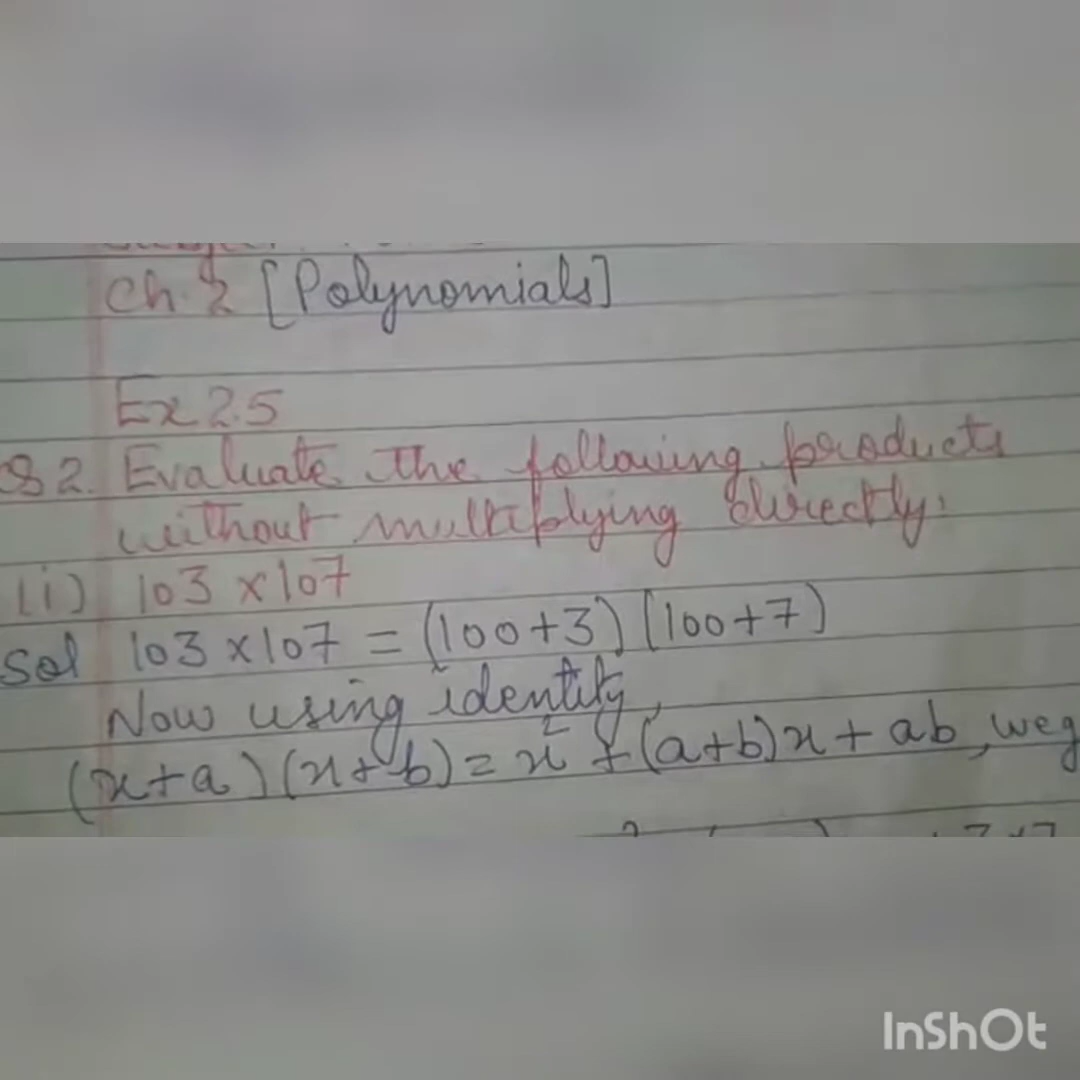 Ch. 2 [Polynomials]
Ex 2.5
Q2. Evaluate the following products
without multiplying directly:
(i) 103 × 107
Sol 103 × 107 = (100+3) (100+7)
Now using identity,
(x+a) (x+b) = x² + (a+b)x + ab, weg
InShOt